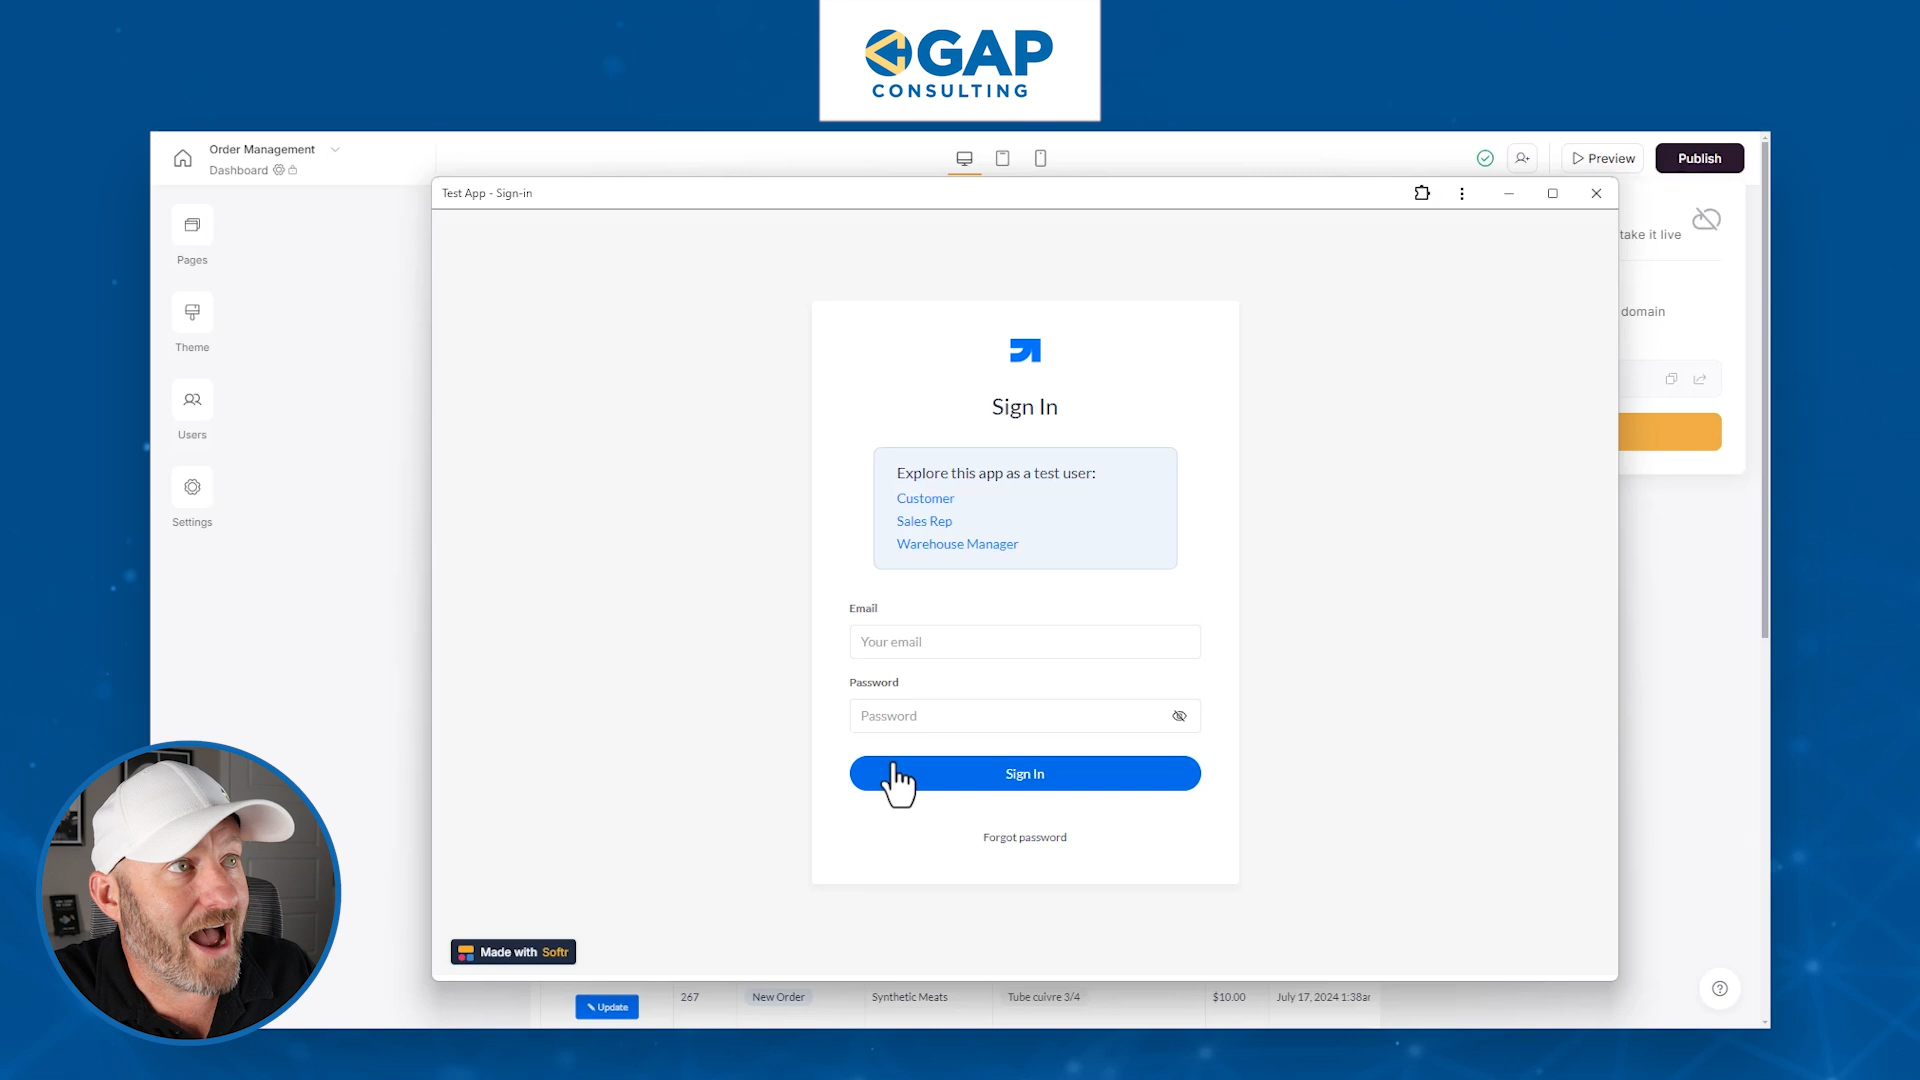 GAP
CONSULTING
Order Management
Dashboard
Preview
Publish
Test App - Sign-in
take it live
Pages
domain
Theme
Sign In
Users
Explore this app as a test user:
Customer
Sales Rep
Warehouse Manager
Settings
Email
Your email
Password
Password
Sign In
Forgot password
Made with Softr
Update
267
New Order
Synthetic Meats
Tube cuivre 3/4
$10.00
July 17, 2024 1:38am